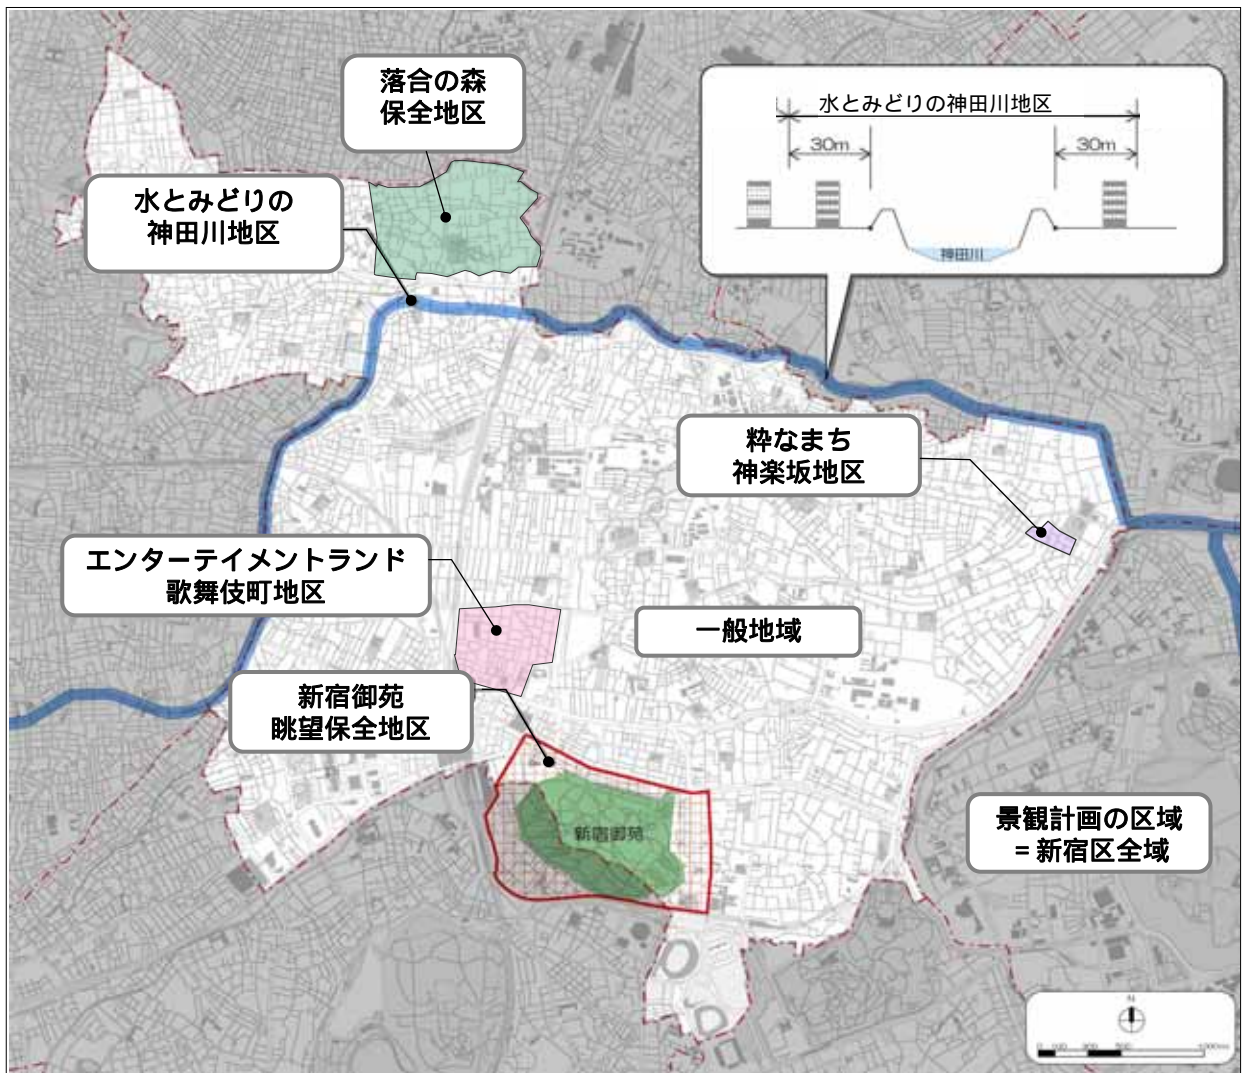 落合の森
保全地区
水とみどりの神田川地区
30m
30m
神田川
水とみどりの
神田川地区
粋なまち
神楽坂地区
エンターテイメントランド
歌舞伎町地区
一般地域
新宿御苑
眺望保全地区
新宿御苑
景観計画の区域
=新宿区全域
N